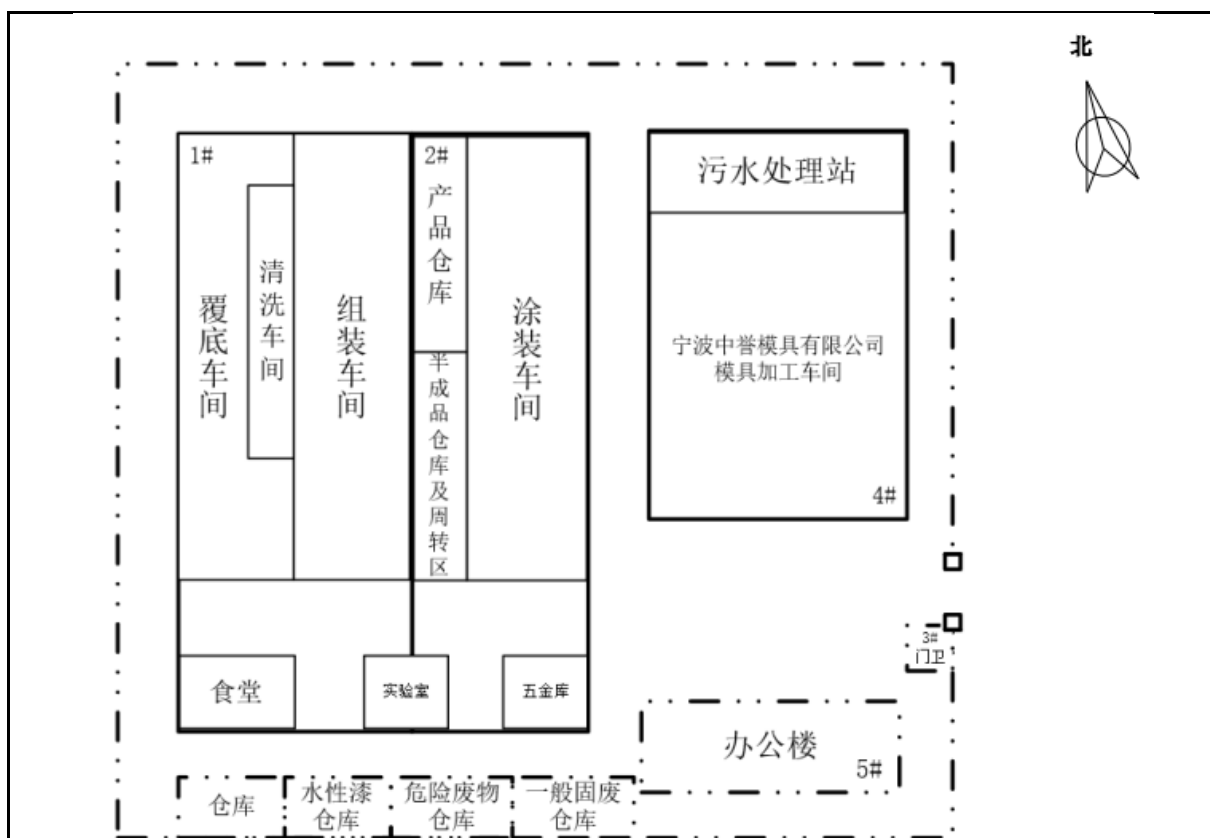 北
1#
2#
污水处理站
产品仓库
清洗车间
覆底车间
组装车间
涂装车间
宁波中誉模具有限公司
模具加工车间
半成品仓库及周转区
4#
3#
门卫
食堂
实验室
五金库
办公楼
5#
仓库
水性漆
仓库
危险废物
仓库
一般固废
仓库